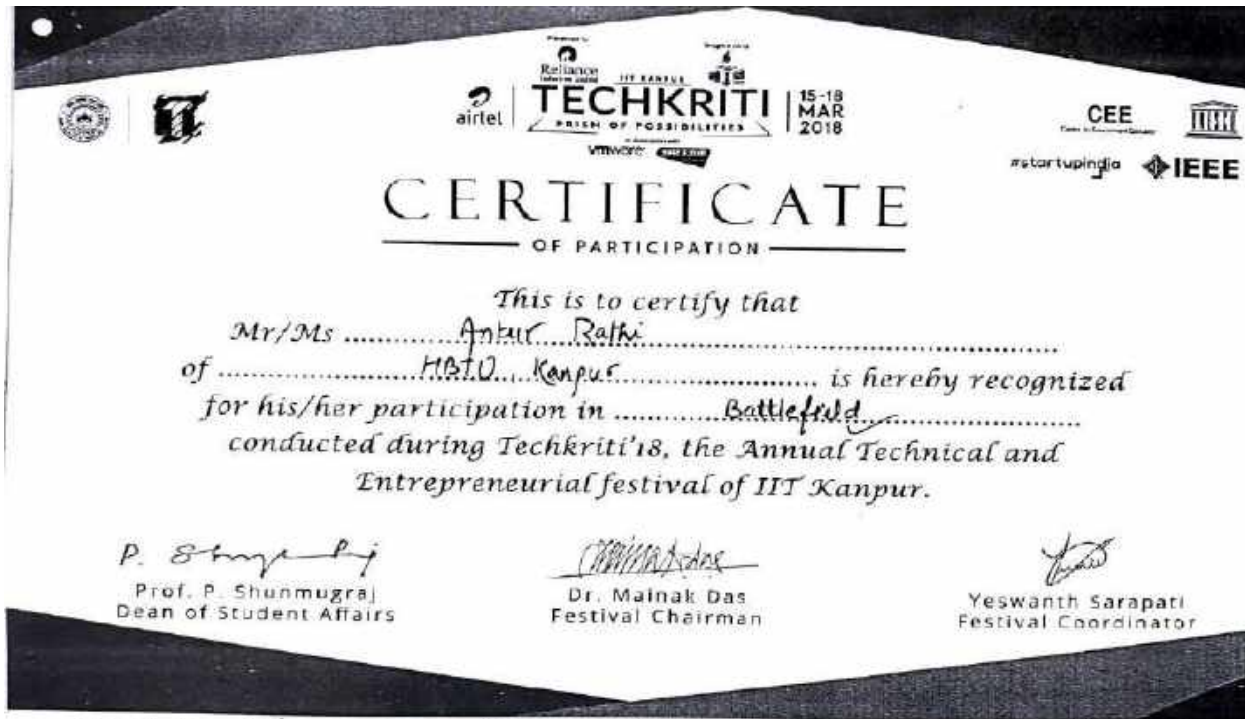 Reliance
IIT KANPUR
airtel
TECHKRITI
15-18
MAR
2018
PRISM OF POSSIBILITIES
vmware
CEE
#startupindia
IEEE
CERTIFICATE
OF PARTICIPATION
This is to certify that
Mr/Ms Ankur Rathi
of HBTU, Kanpur is hereby recognized
for his/her participation in Battlefield
conducted during Techkriti'18, the Annual Technical and
Entrepreneurial festival of IIT Kanpur.
Prof. P. Shunmugraj
Dean of Student Affairs
Dr. Mainak Das
Festival Chairman
Yeswanth Sarapati
Festival Coordinator